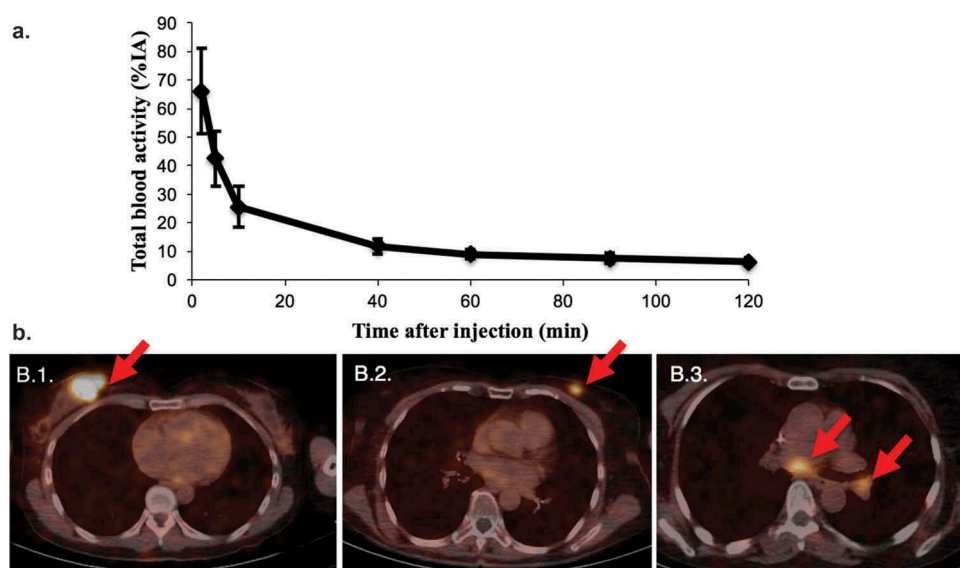 a.
Total blood activity (%IA)
90
80
70
60
50
40
30
20
10
0
0 20 40 60 80 100 120
Time after injection (min)
b.
B.1. B.2. B.3.